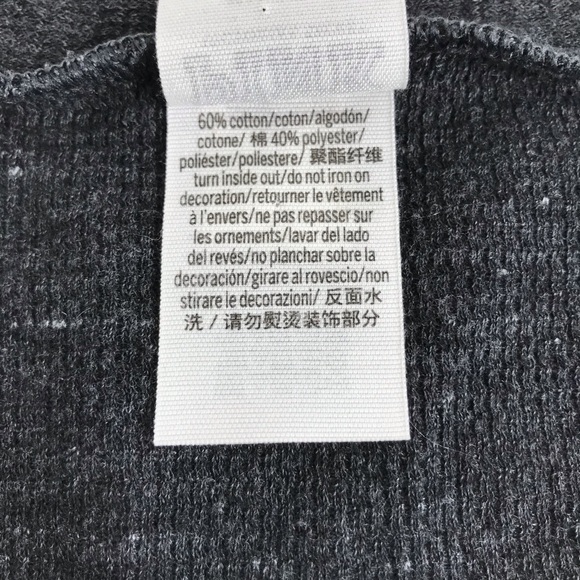 60% cotton/coton/algodón/
cotone/ 棉 40% polyester/
poliéster/poliestere/ 聚酯纤维
turn inside out/do not iron on
decoration/retourner le vêtement
à l'envers/ne pas repasser sur
les ornements/lavar del lado
del revés/no planchar sobre la
decoración/girare al rovescio/non
stirare le decorazioni/ 反面水
洗 / 请勿熨烫装饰部分